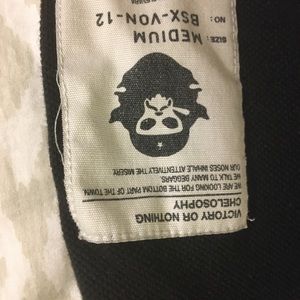 VICTORY OR NOTHING
CHELOSOPHY
WE ARE LOOKING FOR THE BOTTOM PART OF THE TOWN.
WE TALK TO MANY BEGGARS.
OUR NOSES INHALE ATTENTIVELY THE MISERY.
SIZE: MEDIUM
NO: BSX-VON-12